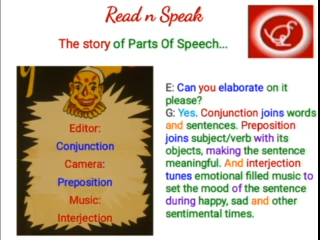 Read n Speak
The story of Parts Of Speech...
Editor:
Conjunction
Camera:
Preposition
Music:
Interjection
E: Can you elaborate on it
please?
G: Yes. Conjunction joins words
and sentences. Preposition
joins subject/verb with its
objects, making the sentence
meaningful. And interjection
tunes emotional filled music to
set the mood of the sentence
during happy, sad and other
sentimental times.